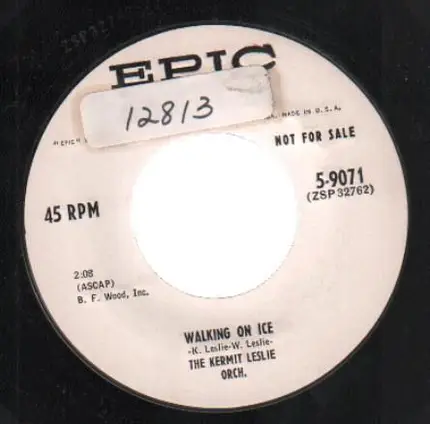 EPIC
12813
"EPIC"
MADE IN U.S.A.
NOT FOR SALE
5-9071
(ZSP 32762)
45 RPM
2:08
(ASCAP)
B. F. Wood, Inc.
WALKING ON ICE
-K. Leslie-W. Leslie-
THE KERMIT LESLIE
ORCH.